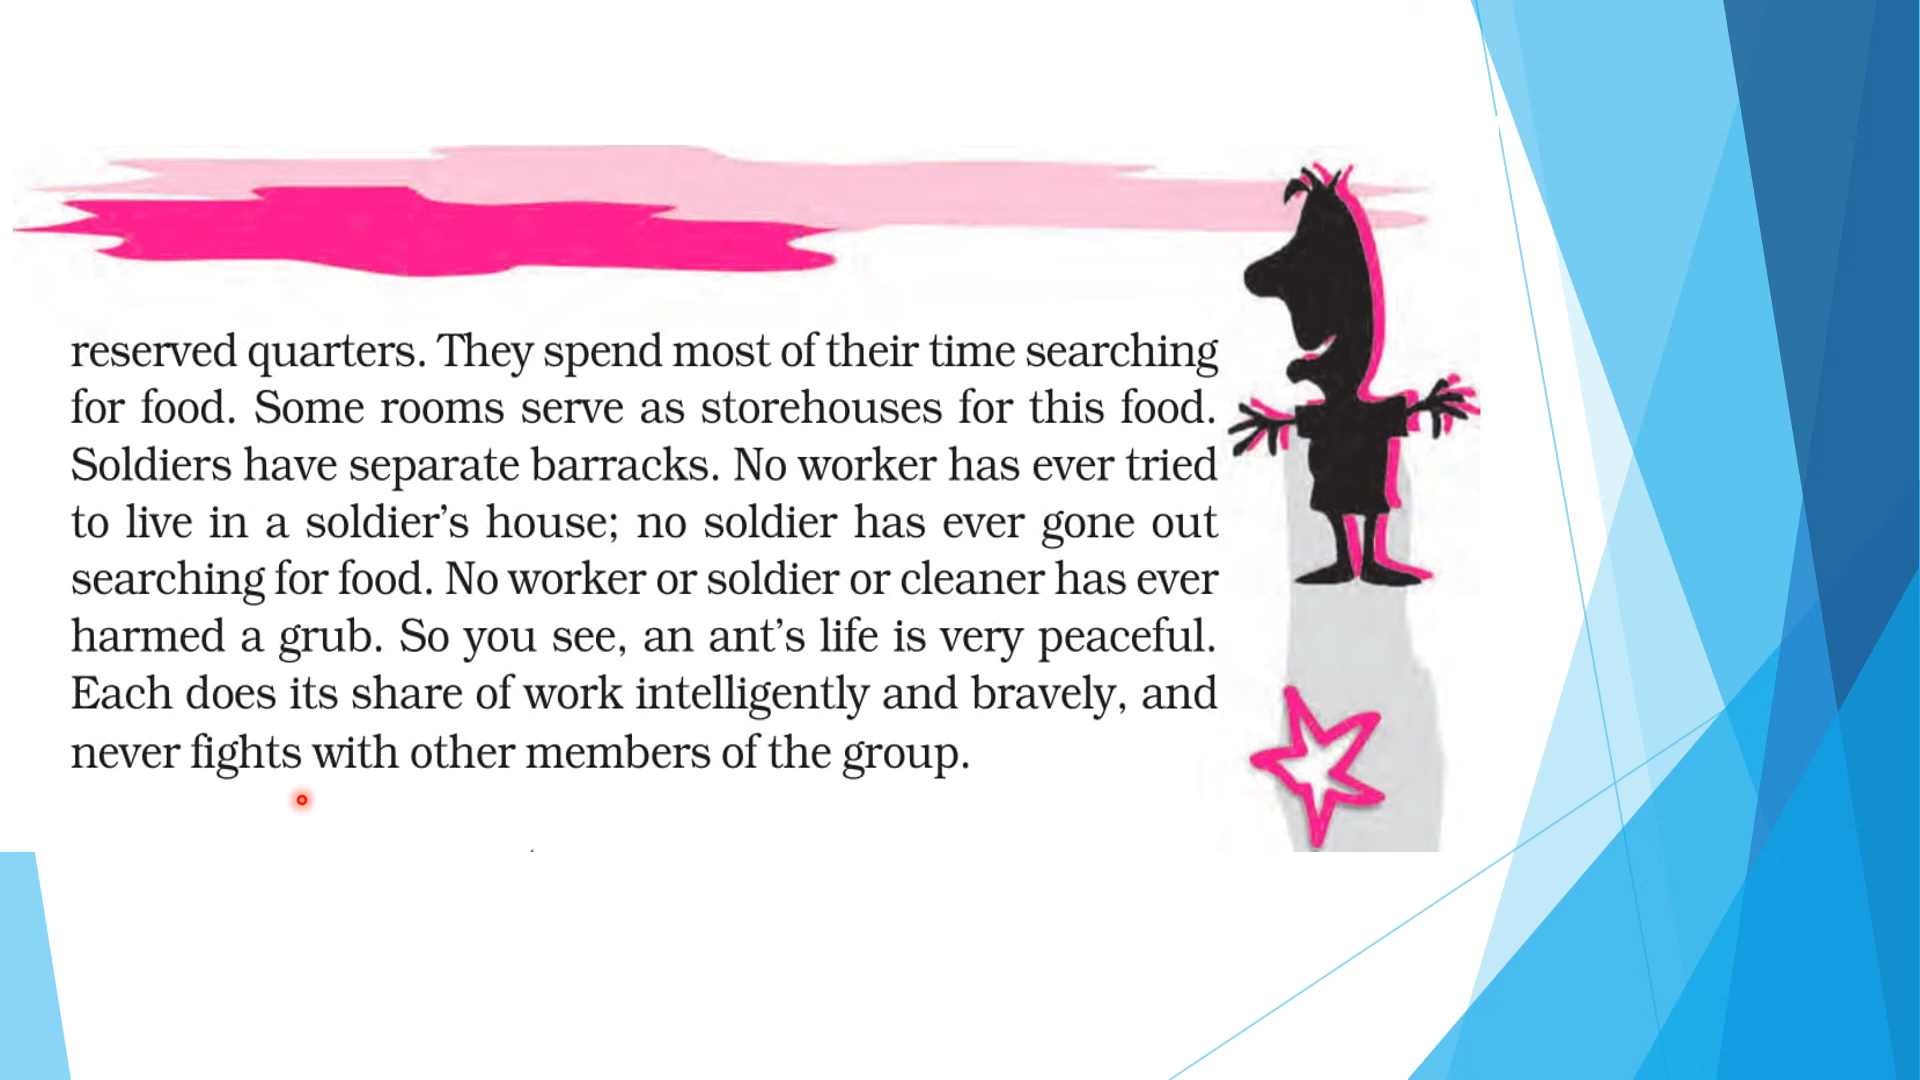 reserved quarters. They spend most of their time searching
for food. Some rooms serve as storehouses for this food.
Soldiers have separate barracks. No worker has ever tried
to live in a soldier’s house; no soldier has ever gone out
searching for food. No worker or soldier or cleaner has ever
harmed a grub. So you see, an ant’s life is very peaceful.
Each does its share of work intelligently and bravely, and
never fights with other members of the group.